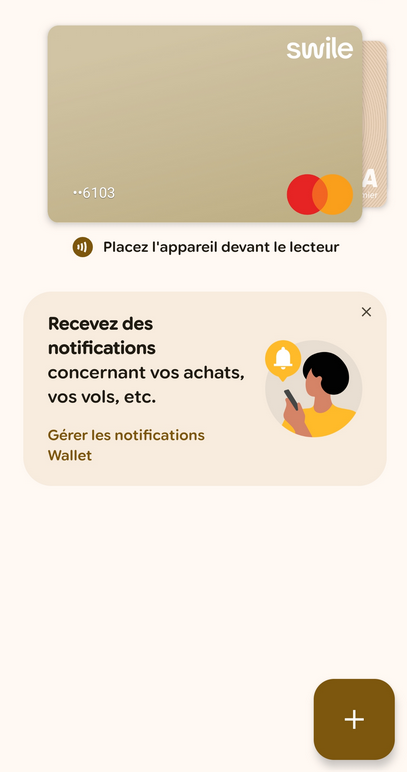 swile
••6103
A
nier
Placez l'appareil devant le lecteur
Recevez des
notifications
concernant vos achats,
vos vols, etc.
Gérer les notifications
Wallet